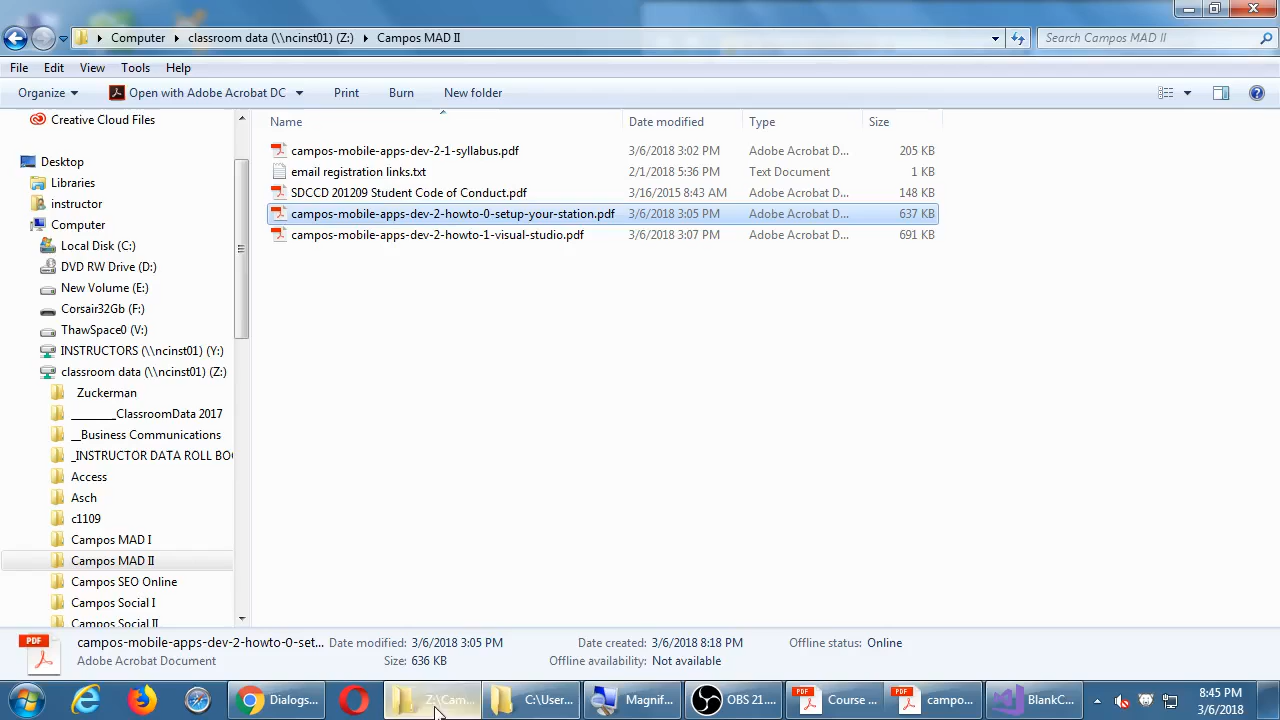 Computer classroom data (\\ncinst01) (Z:) Campos MAD II Search Campos MAD II
File Edit View Tools Help
Organize Open with Adobe Acrobat DC Print Burn New folder
Name Date modified Type Size
Creative Cloud Files
Desktop
Libraries
instructor
Computer
Local Disk (C:)
DVD RW Drive (D:)
New Volume (E:)
Corsair32Gb (F:)
ThawSpace0 (V:)
INSTRUCTORS (\\ncinst01) (Y:)
classroom data (\\ncinst01) (Z:)
_Zuckerman
________ClassroomData 2017
__Business Communications
_INSTRUCTOR DATA ROLL BOO
Access
Asch
c1109
Campos MAD I
Campos MAD II
Campos SEO Online
Campos Social I
Campos Social II
campos-mobile-apps-dev-2-1-syllabus.pdf 3/6/2018 3:02 PM Adobe Acrobat D... 205 KB
email registration links.txt 2/1/2018 5:36 PM Text Document 1 KB
SDCCD 201209 Student Code of Conduct.pdf 3/16/2015 8:43 AM Adobe Acrobat D... 148 KB
campos-mobile-apps-dev-2-howto-0-setup-your-station.pdf 3/6/2018 3:05 PM Adobe Acrobat D... 637 KB
campos-mobile-apps-dev-2-howto-1-visual-studio.pdf 3/6/2018 3:07 PM Adobe Acrobat D... 691 KB
PDF
campos-mobile-apps-dev-2-howto-0-set... Date modified: 3/6/2018 3:05 PM Date created: 3/6/2018 8:18 PM Offline status: Online
Adobe Acrobat Document Size: 636 KB Offline availability: Not available
Dialogs... Z:\Cam... C:\User... Magnif... OBS 21.... PDF Course ... PDF campo... BlankC... 8:45 PM
3/6/2018